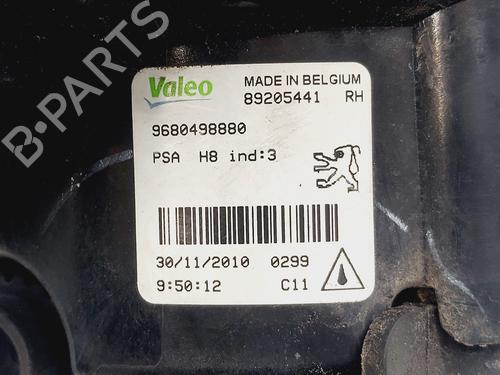 B-PARTS
Valeo
MADE IN BELGIUM
89205441 RH
9680498880
PSA H8 ind:3
30/11/2010 0299
9:50:12 C11